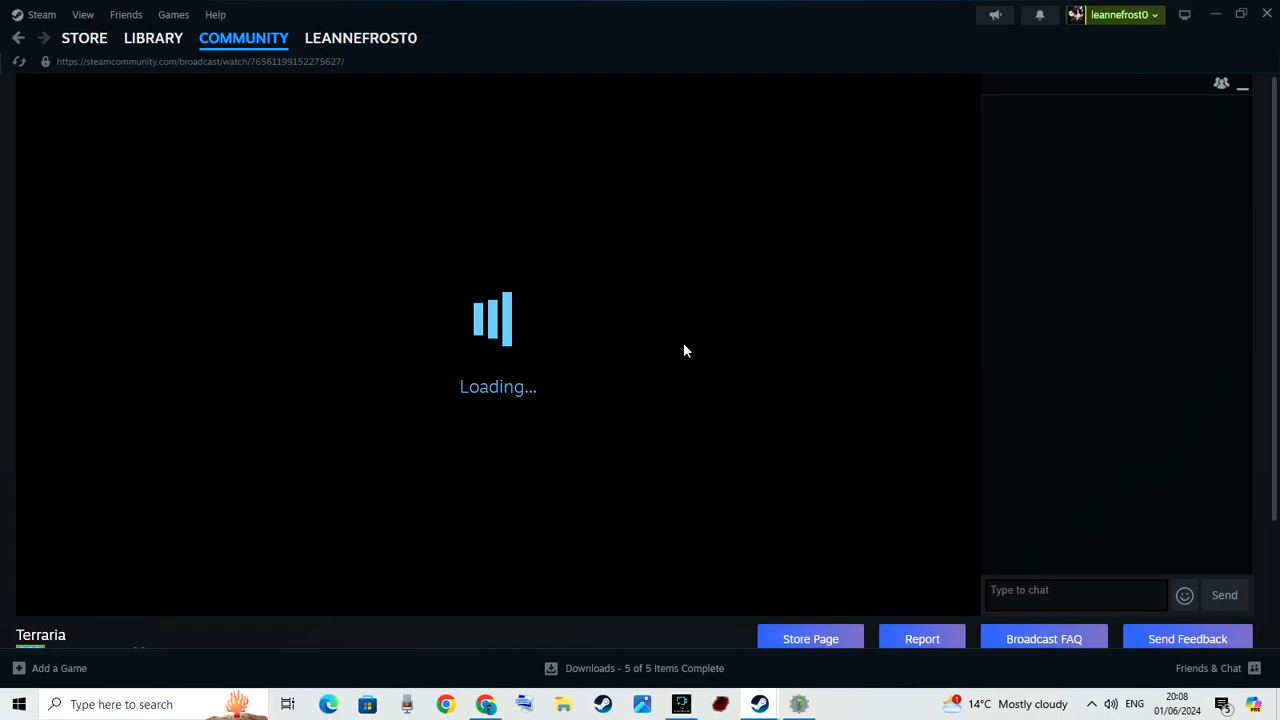 Steam View Friends Games Help leannefrost0
STORE LIBRARY COMMUNITY LEANNEFROST0
https://steamcommunity.com/broadcast/watch/76561199152275627/
Loading...
Type to chat
Send
Terraria
Store Page Report Broadcast FAQ Send Feedback
Add a Game Downloads - 5 of 5 Items Complete Friends & Chat
Type here to search 1 14°C Mostly cloudy ENG 20:08
01/06/2024 5